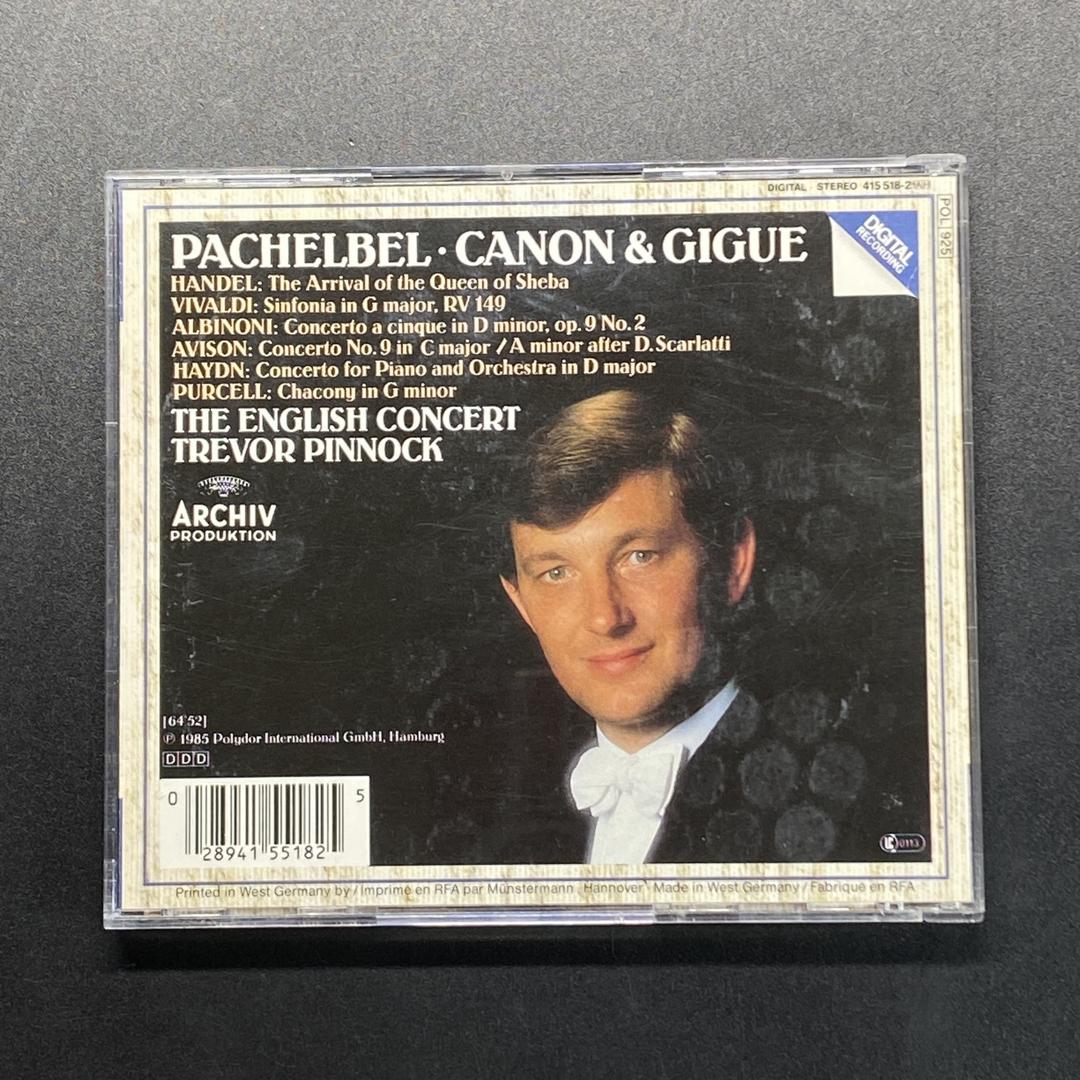 DIGITAL · STEREO 415 518-2
POL 925
DIGITAL
RECORDING
PACHELBEL · CANON & GIGUE
HANDEL: The Arrival of the Queen of Sheba
VIVALDI: Sinfonia in G major, RV 149
ALBINONI: Concerto a cinque in D minor, op. 9 No. 2
AVISON: Concerto No. 9 in C major / A minor after D. Scarlatti
HAYDN: Concerto for Piano and Orchestra in D major
PURCELL: Chacony in G minor
THE ENGLISH CONCERT
TREVOR PINNOCK
ARCHIV
PRODUKTION
[64'52]
℗ 1985 Polydor International GmbH, Hamburg
DDD
0 28941 55182 5
0113
Printed in West Germany by / Imprimé en RFA par Münstermann, Hannover Made in West Germany / Fabriqué en RFA